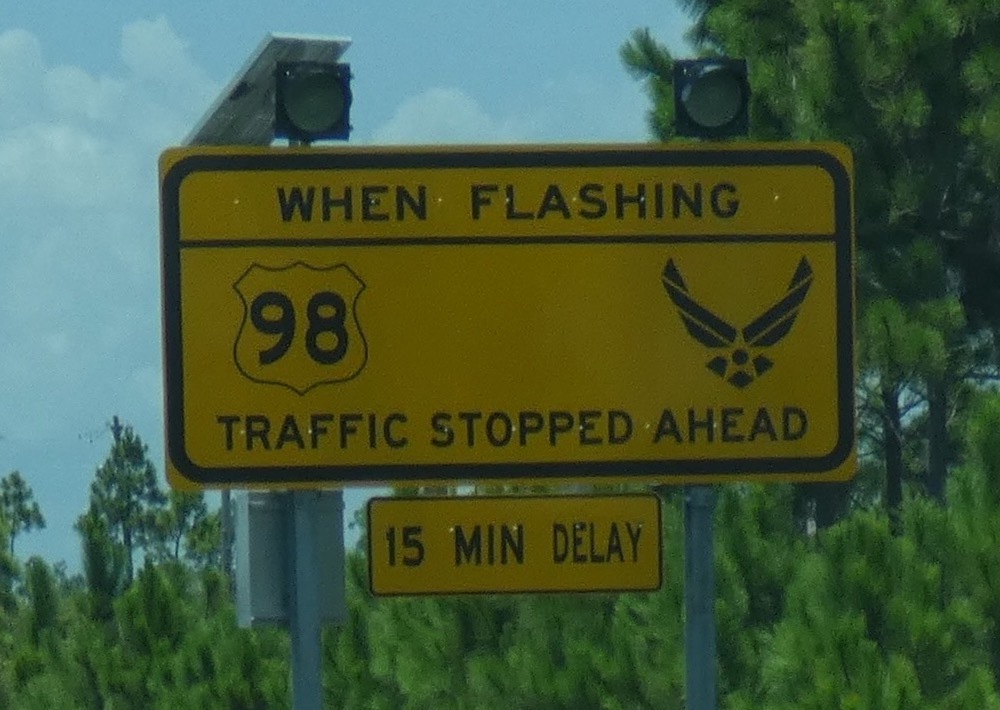 WHEN FLASHING
98
TRAFFIC STOPPED AHEAD
15 MIN DELAY